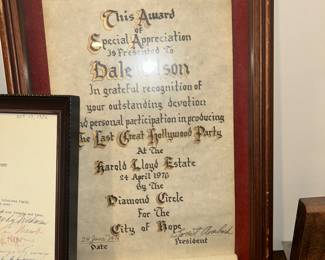 This Award
of
Special Appreciation
Is Presented To
Dale Olson
In grateful recognition of
your outstanding devotion
and personal participation in producing
The Last Great Hollywood Party
At The
Harold Lloyd Estate
24 April 1976
By The
Diamond Circle
For The
City of Hope
Date
President